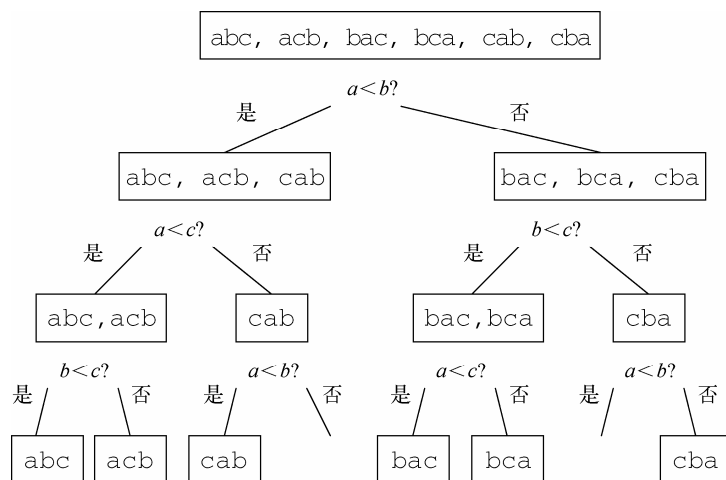 abc, acb, bac, bca, cab, cba
a<b?
是 否
abc, acb, cab bac, bca, cba
a<c? b<c?
是 否 是 否
abc,acb cab bac,bca cba
b<c? a<b? a<c? a<b?
是 否 是 否 是 否 是 否
abc acb cab bac bca cba